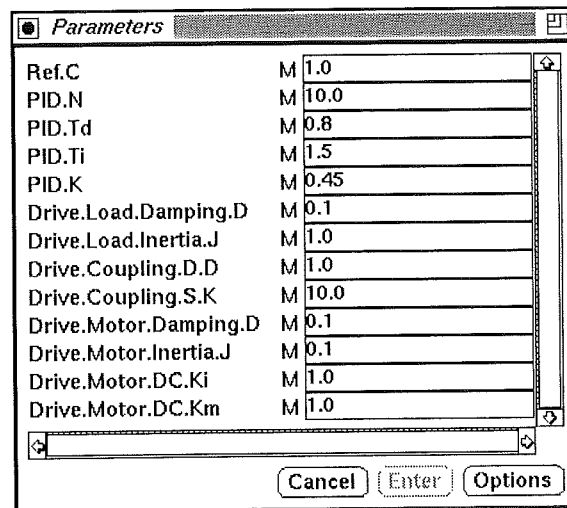 Parameters
Ref.C M 1.0
PID.N M 10.0
PID.Td M 0.8
PID.Ti M 1.5
PID.K M 0.45
Drive.Load.Damping.D M 0.1
Drive.Load.Inertia.J M 1.0
Drive.Coupling.D.D M 1.0
Drive.Coupling.S.K M 10.0
Drive.Motor.Damping.D M 0.1
Drive.Motor.Inertia.J M 0.1
Drive.Motor.DC.Ki M 1.0
Drive.Motor.DC.Km M 1.0
Cancel Enter Options